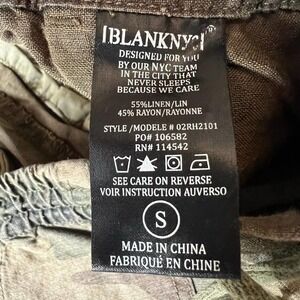 [BLANKNYC]
DESIGNED FOR YOU
BY OUR NYC TEAM
IN THE CITY THAT
NEVER SLEEPS
BECAUSE WE CARE
55%LINEN/LIN
45% RAYON/RAYONNE
STYLE/MODELE # 02RH2101
PO# 106582
RN# 114542
SEE CARE ON REVERSE
VOIR INSTRUCTION AUVERSO
S
MADE IN CHINA
FABRIQUÉ EN CHINE